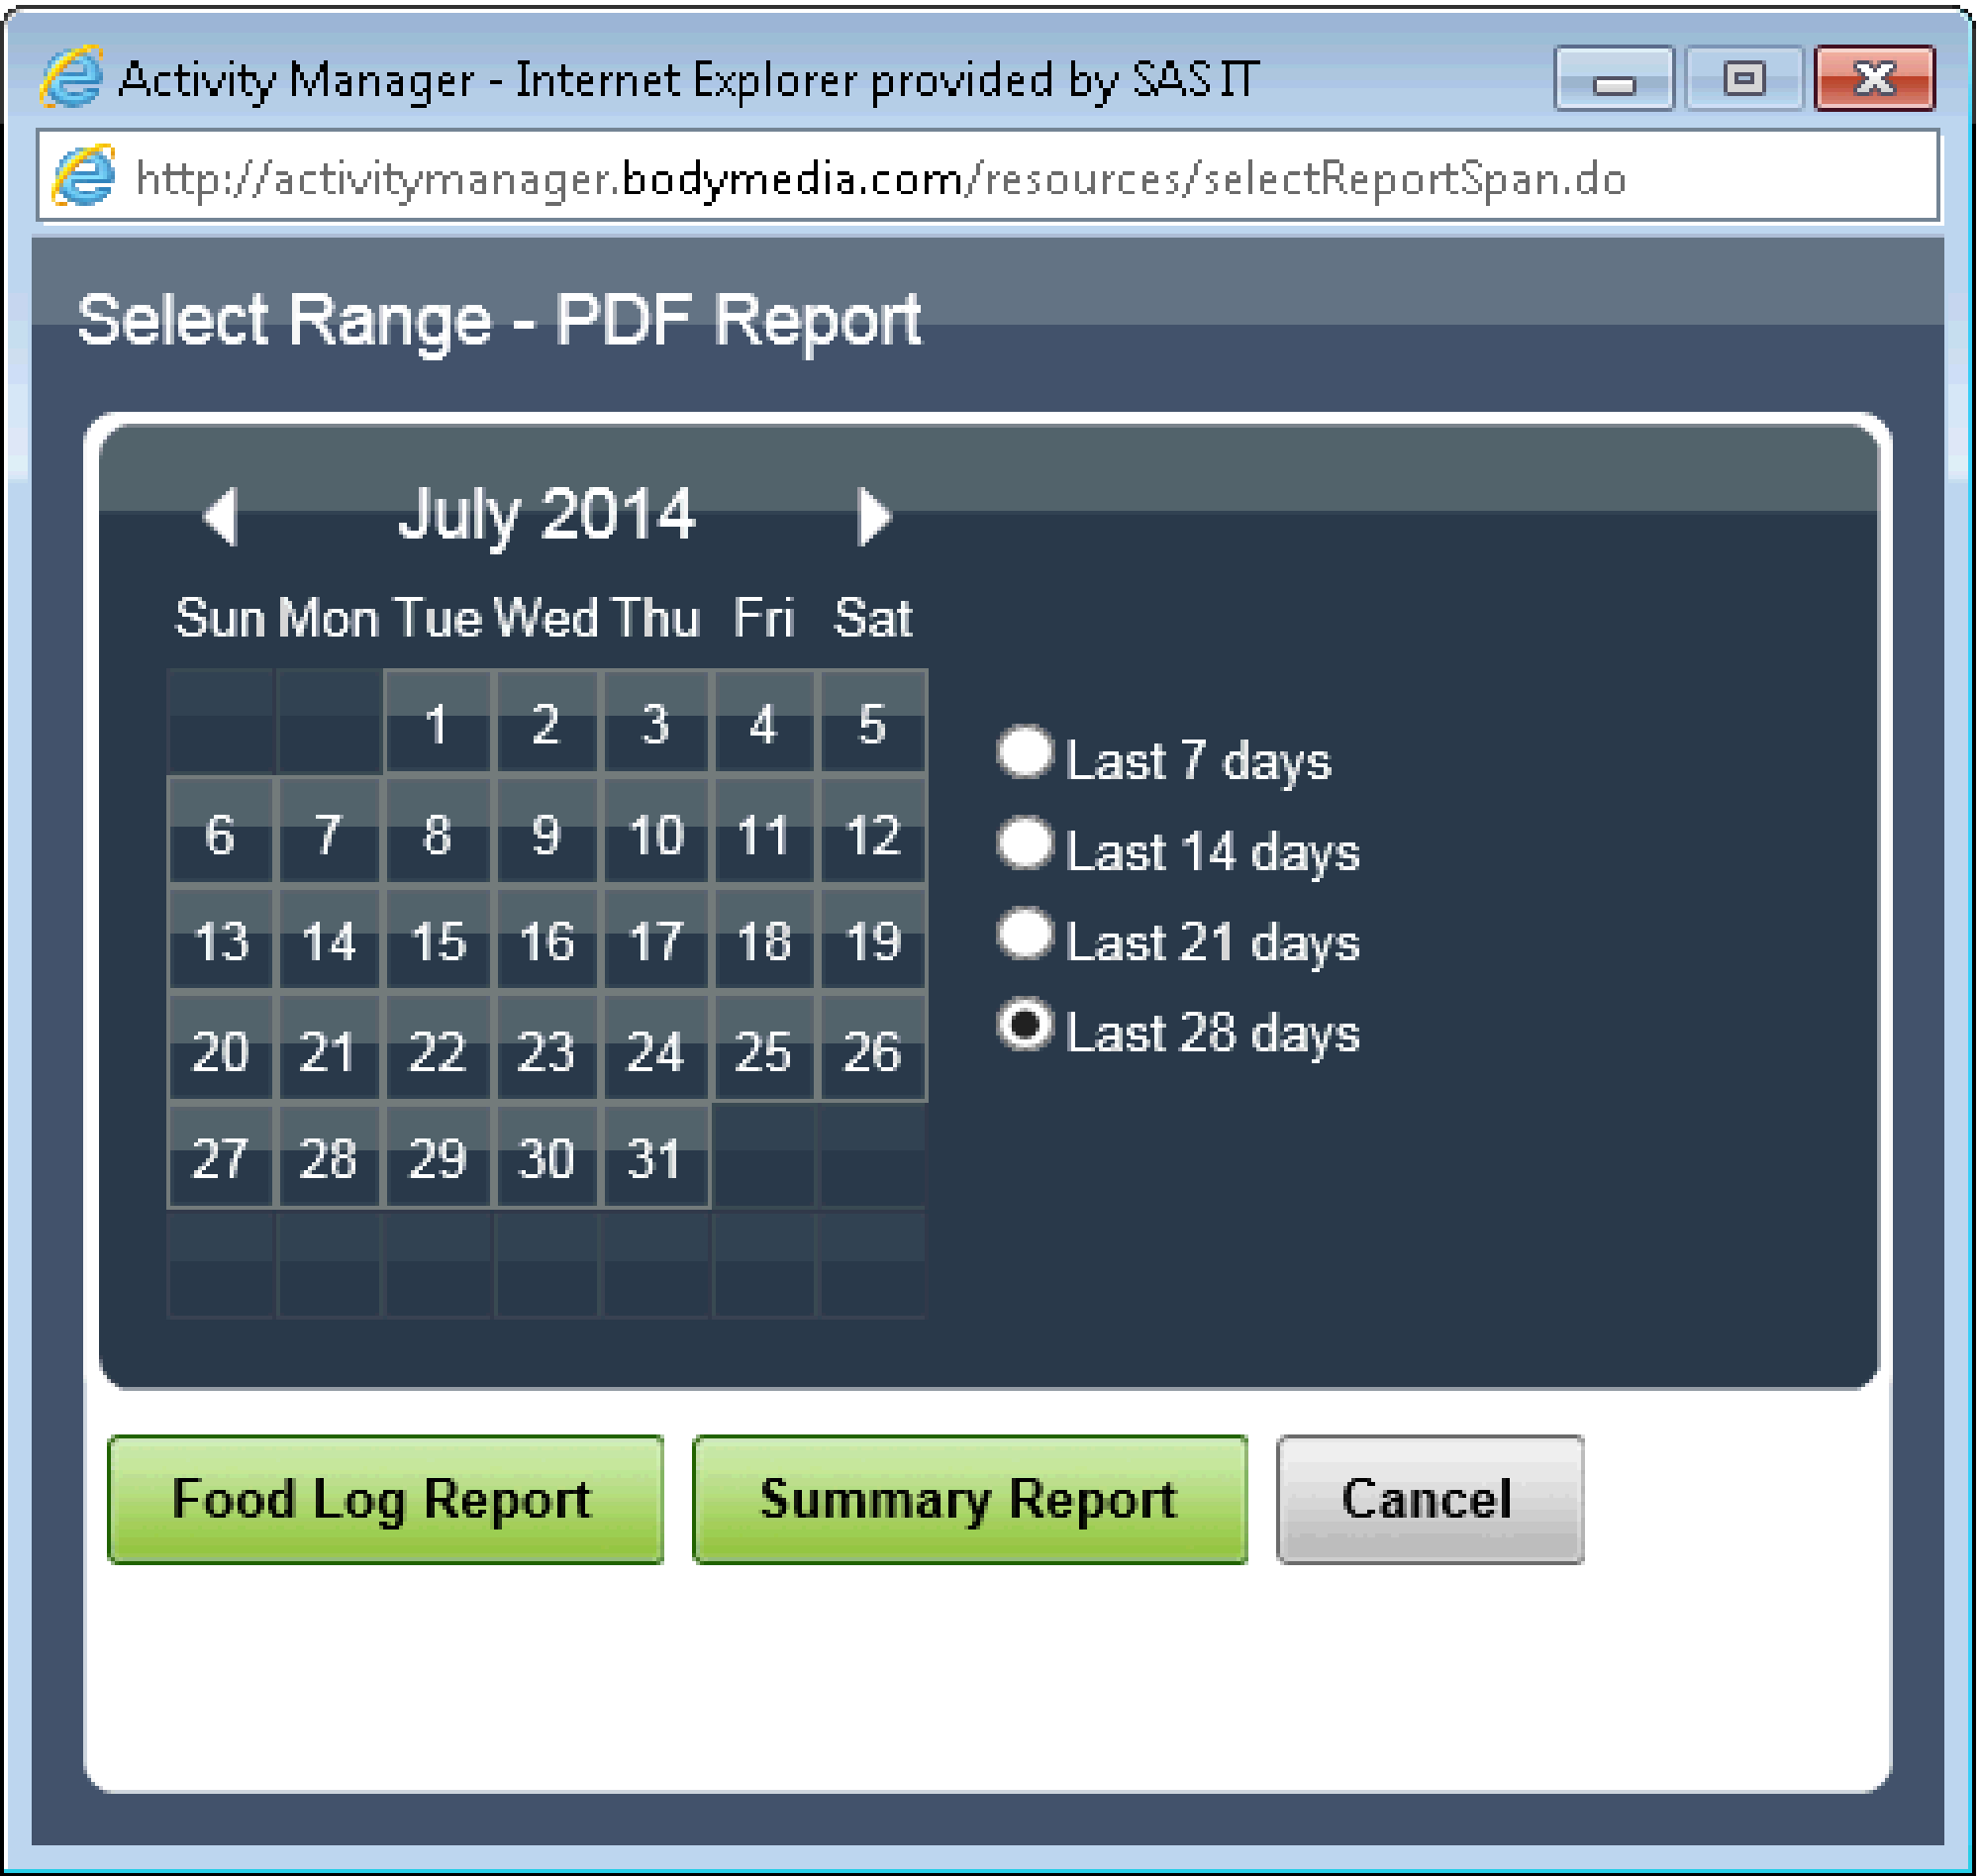 Activity Manager - Internet Explorer provided by SAS IT
http://activitymanager.bodymedia.com/resources/selectReportSpan.do
Select Range - PDF Report
July 2014
Sun Mon Tue Wed Thu Fri Sat
1 2 3 4 5
6 7 8 9 10 11 12
13 14 15 16 17 18 19
20 21 22 23 24 25 26
27 28 29 30 31
Last 7 days
Last 14 days
Last 21 days
Last 28 days
Food Log Report Summary Report Cancel